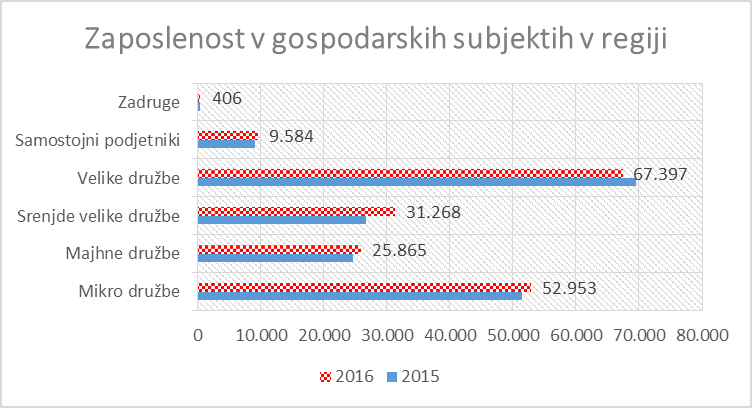 Zaposlenost v gospodarskih subjektih v regiji
Zadruge 406
Samostojni podjetniki 9.584
Velike družbe 67.397
Srenjde velike družbe 31.268
Majhne družbe 25.865
Mikro družbe 52.953
0 10.000 20.000 30.000 40.000 50.000 60.000 70.000 80.000
2016 2015